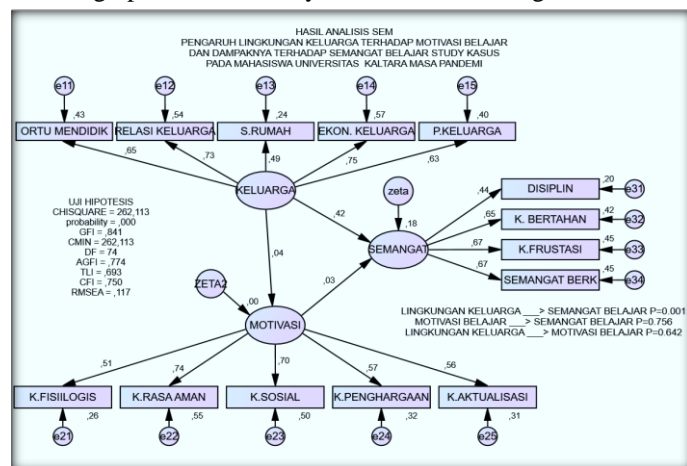 HASIL ANALISIS SEM
PENGARUH LINGKUNGAN KELUARGA TERHADAP MOTIVASI BELAJAR
DAN DAMPAKNYA TERHADAP SEMANGAT BELAJAR STUDY KASUS
PADA MAHASISWA UNIVERSITAS KALTARA MASA PANDEMI
e11 e12 e13 e14 e15
,43 ,54 ,24 ,57 ,40
ORTU MENDIDIK RELASI KELUARGA S.RUMAH EKON. KELUARGA P.KELUARGA
,65 ,73 ,49 ,75 ,63
KELUARGA
zeta
,18
SEMANGAT
,42
,44 DISIPLIN ,20 e31
,65 K. BERTAHAN ,42 e32
,67 K.FRUSTASI ,45 e33
,67 SEMANGAT BERK ,45 e34
UJI HIPOTESIS
CHISQUARE = 262,113
probability = ,000
GFI = ,841
CMIN = 262,113
DF = 74
AGFI = ,774
TLI = ,693
CFI = ,750
RMSEA = ,117
,04
,03
ZETA2
,00
MOTIVASI
LINGKUNGAN KELUARGA ___> SEMANGAT BELAJAR P=0.001
MOTIVASI BELAJAR ___> SEMANGAT BELAJAR P=0.756
LINGKUNGAN KELUARGA ___> MOTIVASI BELAJAR P=0.642
,51 ,74 ,70 ,57 ,56
K.FISIILOGIS K.RASA AMAN K.SOSIAL K.PENGHARGAAN K.AKTUALISASI
,26 ,55 ,50 ,32 ,31
e21 e22 e23 e24 e25